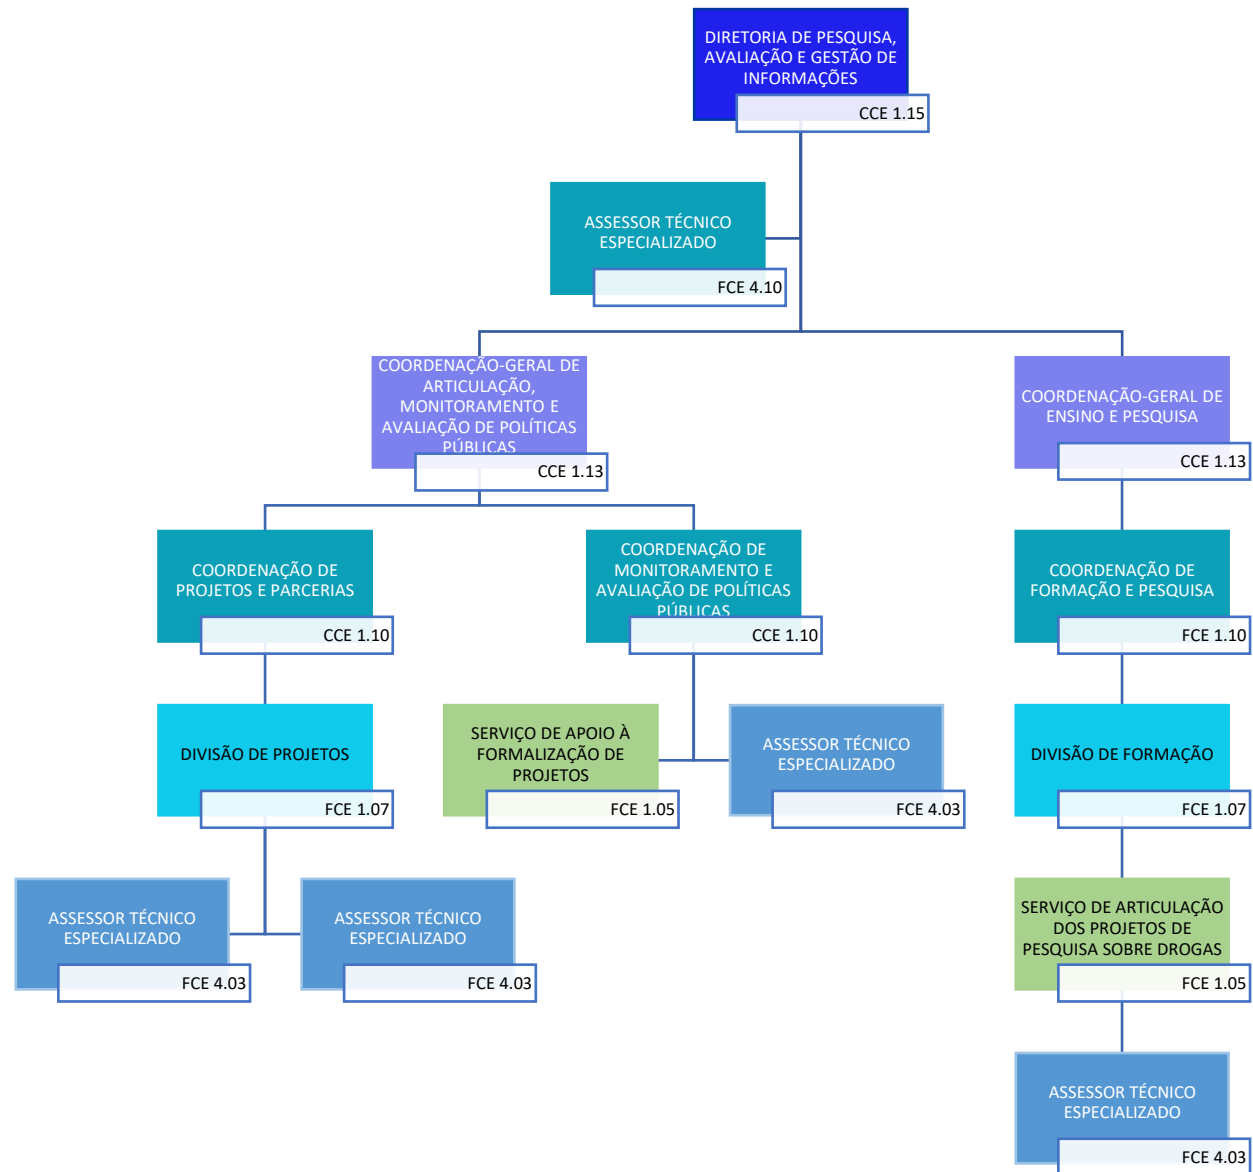 DIRETORIA DE PESQUISA,
AVALIAÇÃO E GESTÃO DE
INFORMAÇÕES
CCE 1.15
ASSESSOR TÉCNICO
ESPECIALIZADO
FCE 4.10
COORDENAÇÃO-GERAL DE
ARTICULAÇÃO,
MONITORAMENTO E
AVALIAÇÃO DE POLÍTICAS
PÚBLICAS
CCE 1.13
COORDENAÇÃO-GERAL DE
ENSINO E PESQUISA
CCE 1.13
COORDENAÇÃO DE
PROJETOS E PARCERIAS
CCE 1.10
COORDENAÇÃO DE
MONITORAMENTO E
AVALIAÇÃO DE POLÍTICAS
PÚBLICAS
CCE 1.10
COORDENAÇÃO DE
FORMAÇÃO E PESQUISA
FCE 1.10
DIVISÃO DE PROJETOS
FCE 1.07
SERVIÇO DE APOIO À
FORMALIZAÇÃO DE
PROJETOS
FCE 1.05
ASSESSOR TÉCNICO
ESPECIALIZADO
FCE 4.03
DIVISÃO DE FORMAÇÃO
FCE 1.07
ASSESSOR TÉCNICO
ESPECIALIZADO
FCE 4.03
ASSESSOR TÉCNICO
ESPECIALIZADO
FCE 4.03
SERVIÇO DE ARTICULAÇÃO
DOS PROJETOS DE
PESQUISA SOBRE DROGAS
FCE 1.05
ASSESSOR TÉCNICO
ESPECIALIZADO
FCE 4.03